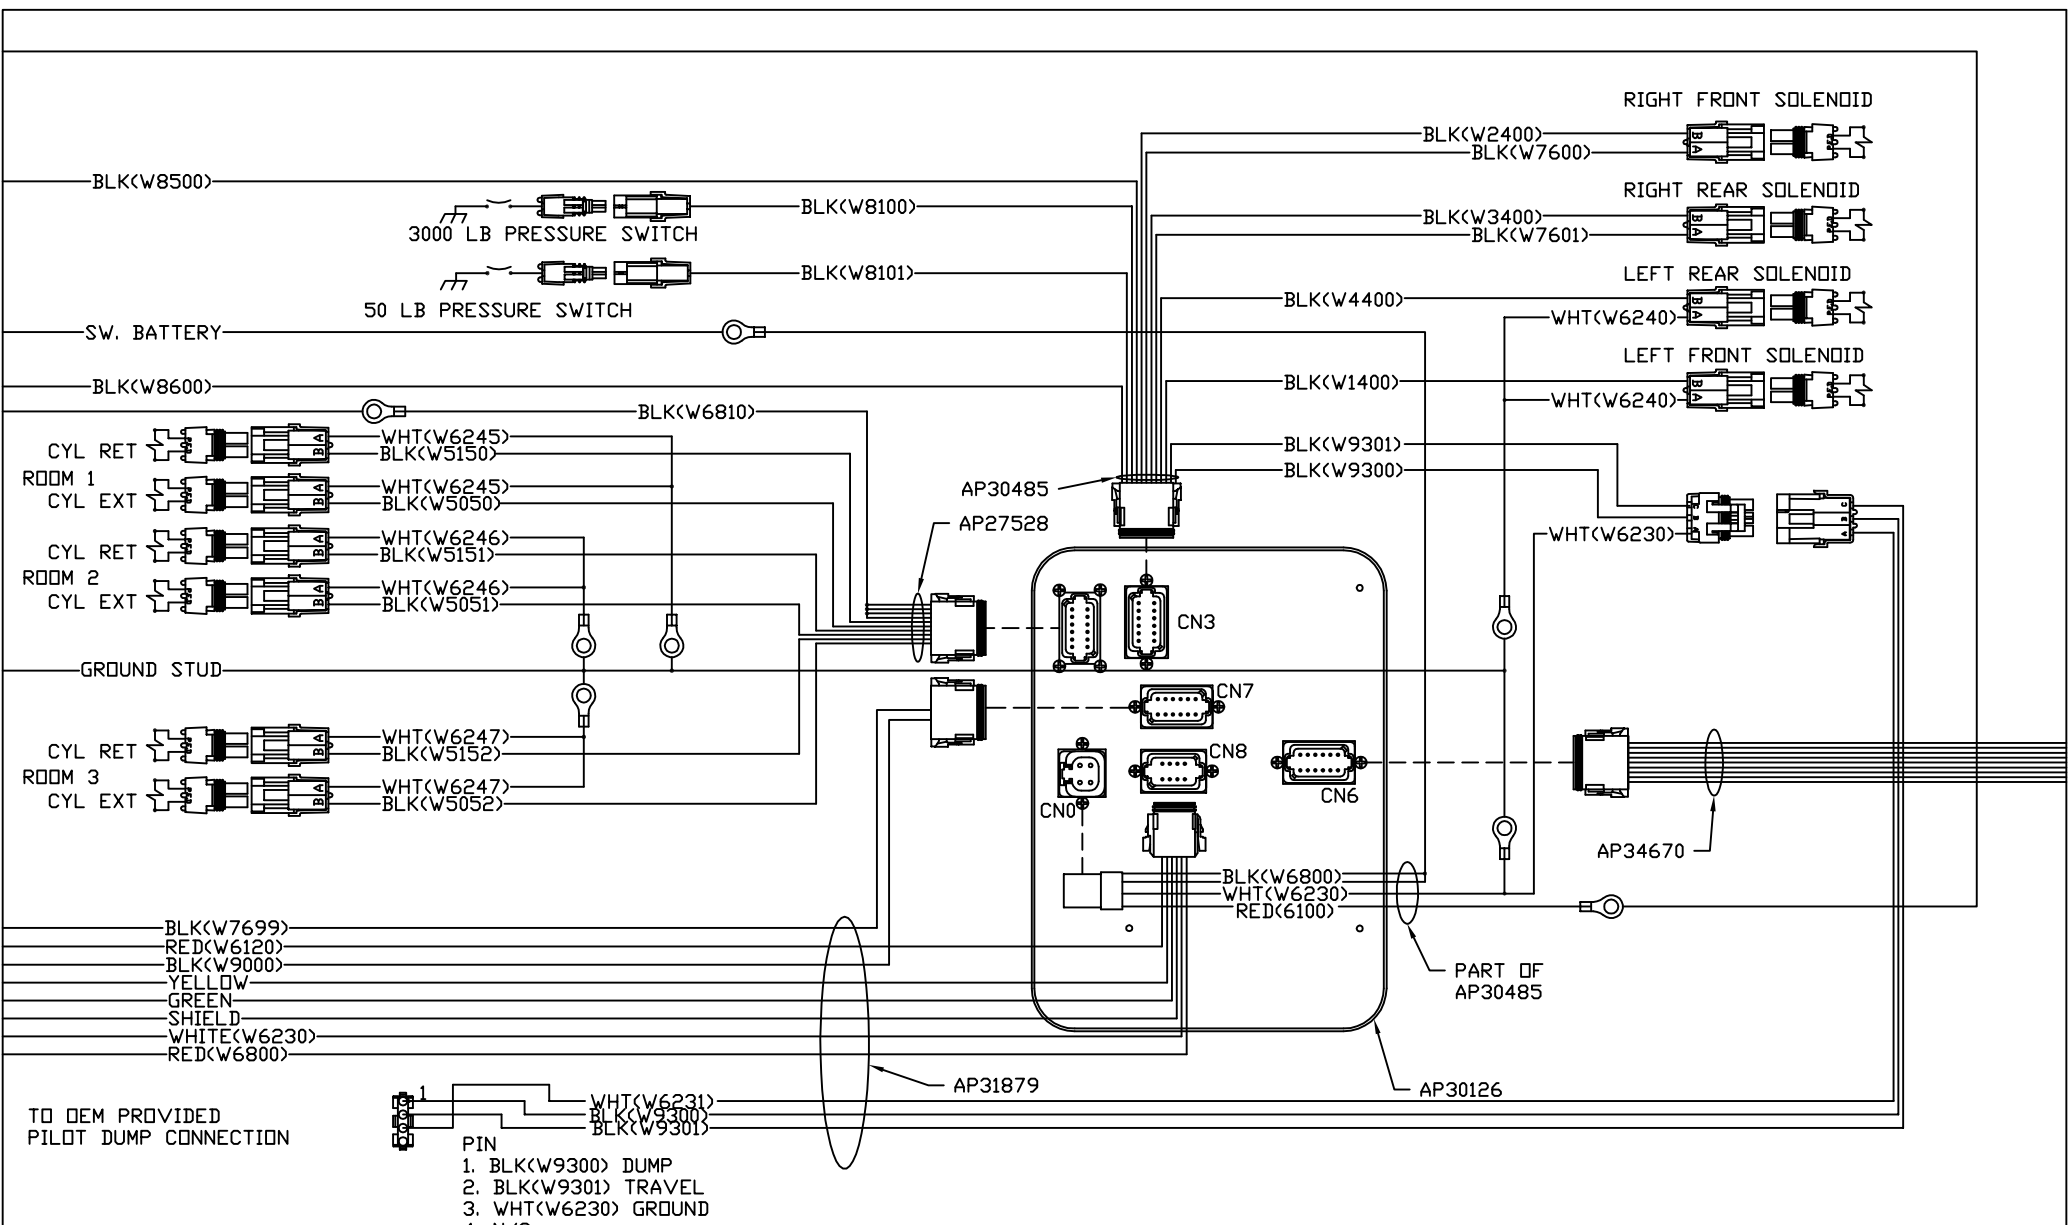 RIGHT FRONT SOLENOID
BLK(W2400)
BLK(W7600)
B
A
BLK(W8500)
RIGHT REAR SOLENOID
BLK(W8100)
BLK(W3400)
BLK(W7601)
B
A
3000 LB PRESSURE SWITCH
BLK(W8101)
LEFT REAR SOLENOID
50 LB PRESSURE SWITCH
BLK(W4400)
WHT(W6240)
B
A
SW. BATTERY
LEFT FRONT SOLENOID
BLK(W8600)
BLK(W1400)
WHT(W6240)
B
A
BLK(W6810)
CYL RET
A
B
WHT(W6245)
BLK(W5150)
BLK(W9301)
BLK(W9300)
ROOM 1
CYL EXT
A
B
WHT(W6245)
BLK(W5050)
AP30485
AP27528
C
B
A
WHT(W6230)
CYL RET
A
B
WHT(W6246)
BLK(W5151)
ROOM 2
CYL EXT
A
B
WHT(W6246)
BLK(W5051)
CN3
GROUND STUD
CN7
CYL RET
A
B
WHT(W6247)
BLK(W5152)
CN8
ROOM 3
CYL EXT
A
B
WHT(W6247)
BLK(W5052)
CN0
CN6
AP34670
BLK(W6800)
WHT(W6230)
RED(6100)
BLK(W7699)
RED(W6120)
BLK(W9000)
YELLOW
GREEN
SHIELD
WHITE(W6230)
RED(W6800)
PART OF
AP30485
AP31879
AP30126
TO OEM PROVIDED
PILOT DUMP CONNECTION
1
WHT(W6231)
BLK(W9300)
BLK(W9301)
PIN
1. BLK(W9300) DUMP
2. BLK(W9301) TRAVEL
3. WHT(W6230) GROUND